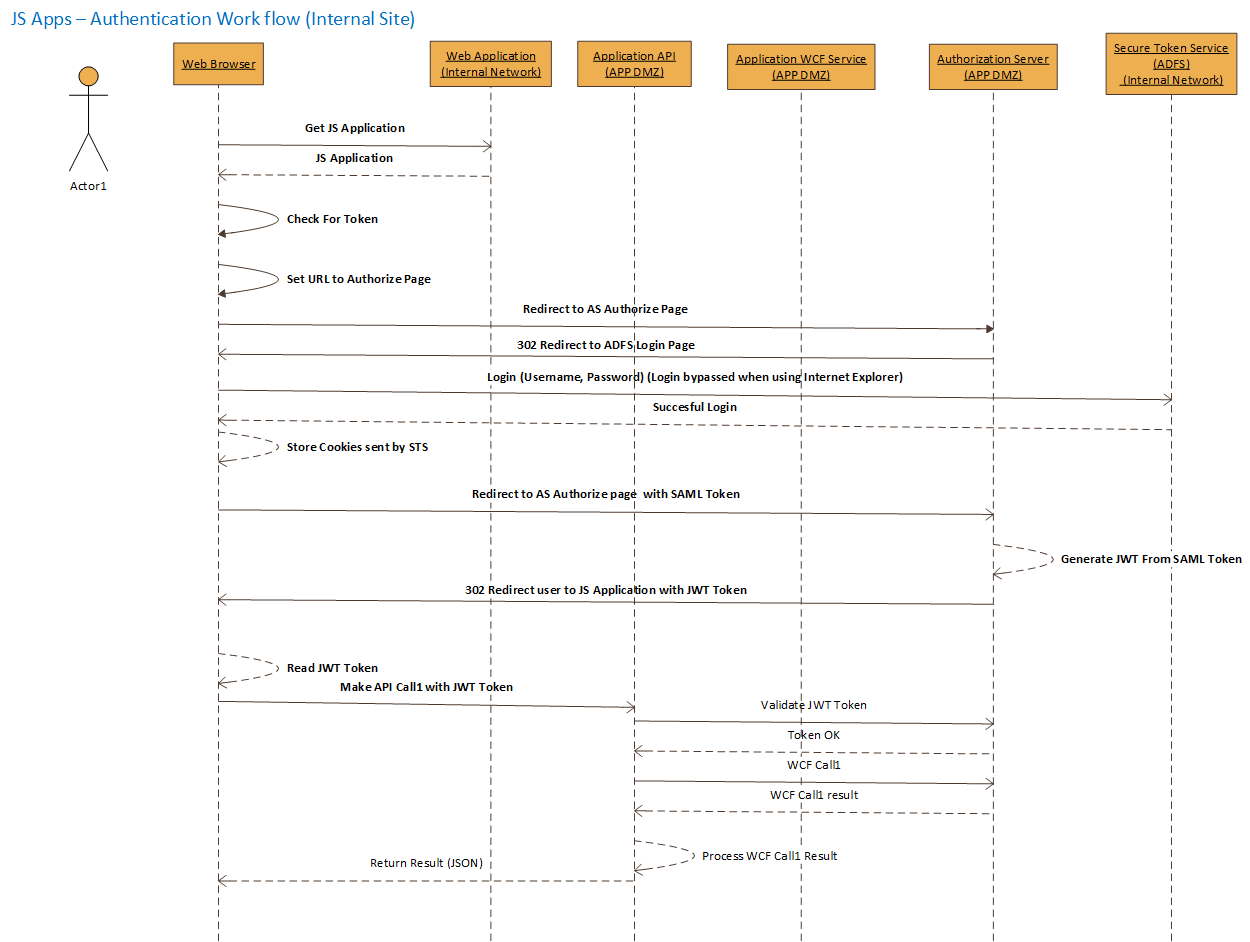 JS Apps – Authentication Work flow (Internal Site)
Web Browser
Web Application
(Internal Network)
Application API
(APP DMZ)
Application WCF Service
(APP DMZ)
Authorization Server
(APP DMZ)
Secure Token Service
(ADFS)
(Internal Network)
Actor1
Get JS Application
JS Application
Check For Token
Set URL to Authorize Page
Redirect to AS Authorize Page
302 Redirect to ADFS Login Page
Login (Username, Password) (Login bypassed when using Internet Explorer)
Succesful Login
Store Cookies sent by STS
Redirect to AS Authorize page with SAML Token
Generate JWT From SAML Token
302 Redirect user to JS Application with JWT Token
Read JWT Token
Make API Call1 with JWT Token
Validate JWT Token
Token OK
WCF Call1
WCF Call1 result
Process WCF Call1 Result
Return Result (JSON)